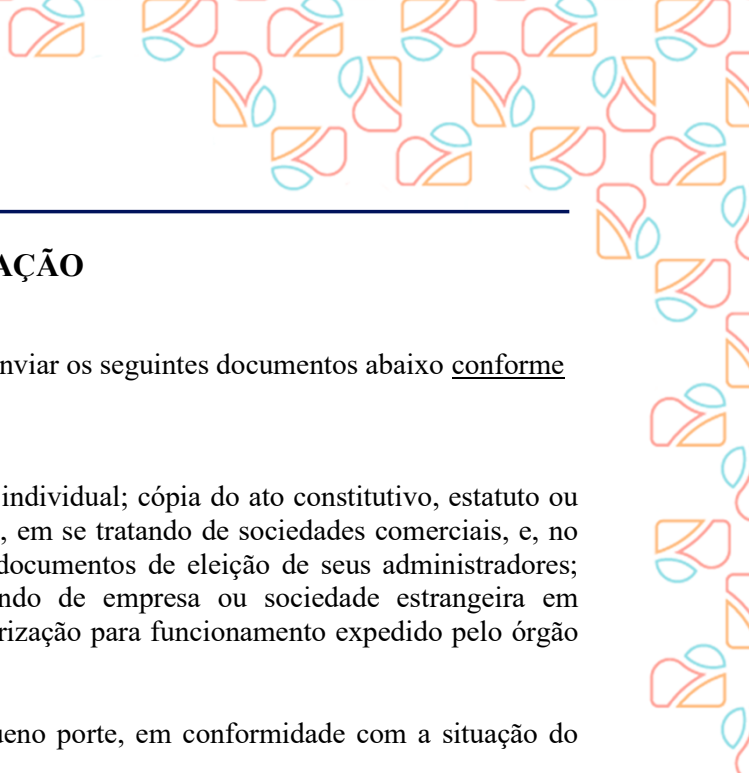 AÇÃO
nviar os seguintes documentos abaixo conforme
individual; cópia do ato constitutivo, estatuto ou
, em se tratando de sociedades comerciais, e, no
documentos de eleição de seus administradores;
ndo de empresa ou sociedade estrangeira em
rização para funcionamento expedido pelo órgão
ueno porte, em conformidade com a situação do